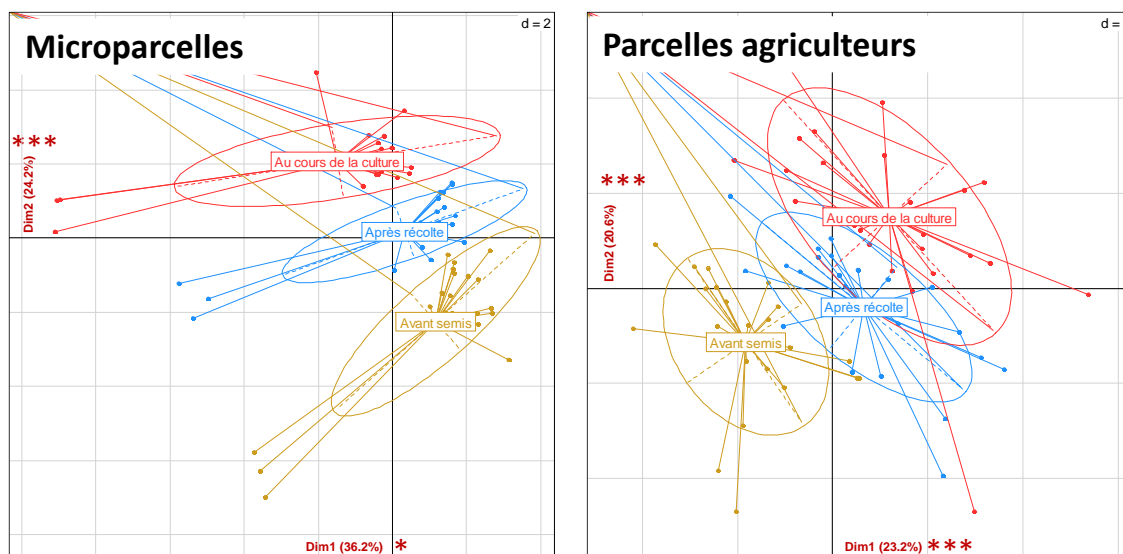 Microparcelles
d = 2
***
Dim2 (24.2%)
Au cours de la culture
Après récolte
Avant semis
Dim1 (36.2%) *
Parcelles agriculteurs
d =
***
Dim2 (20.6%)
Au cours de la culture
Après récolte
Avant semis
Dim1 (23.2%) ***